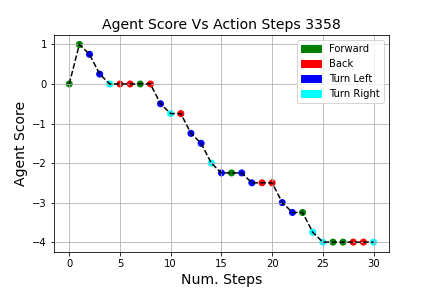 Agent Score Vs Action Steps 3358
Forward
Back
Turn Left
Turn Right
1
0
−1
−2
−3
−4
Agent Score
0 5 10 15 20 25 30
Num. Steps